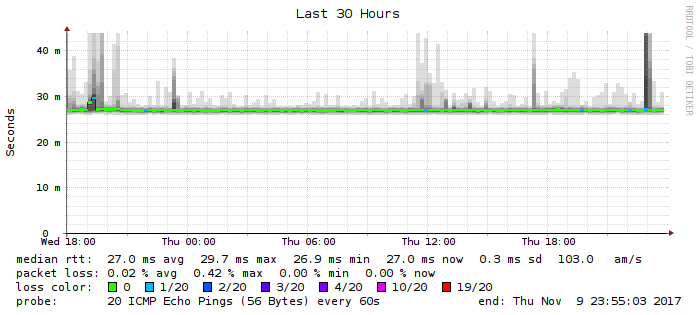 Last 30 Hours
RRDTOOL / TOBI OETIKER
Seconds
40 m
30 m
20 m
10 m
0
Wed 18:00 Thu 00:00 Thu 06:00 Thu 12:00 Thu 18:00
median rtt: 27.0 ms avg 29.7 ms max 26.9 ms min 27.0 ms now 0.3 ms sd 103.0 am/s
packet loss: 0.02 % avg 0.42 % max 0.00 % min 0.00 % now
loss color: 0 1/20 2/20 3/20 4/20 10/20 19/20
probe: 20 ICMP Echo Pings (56 Bytes) every 60s end: Thu Nov 9 23:55:03 2017